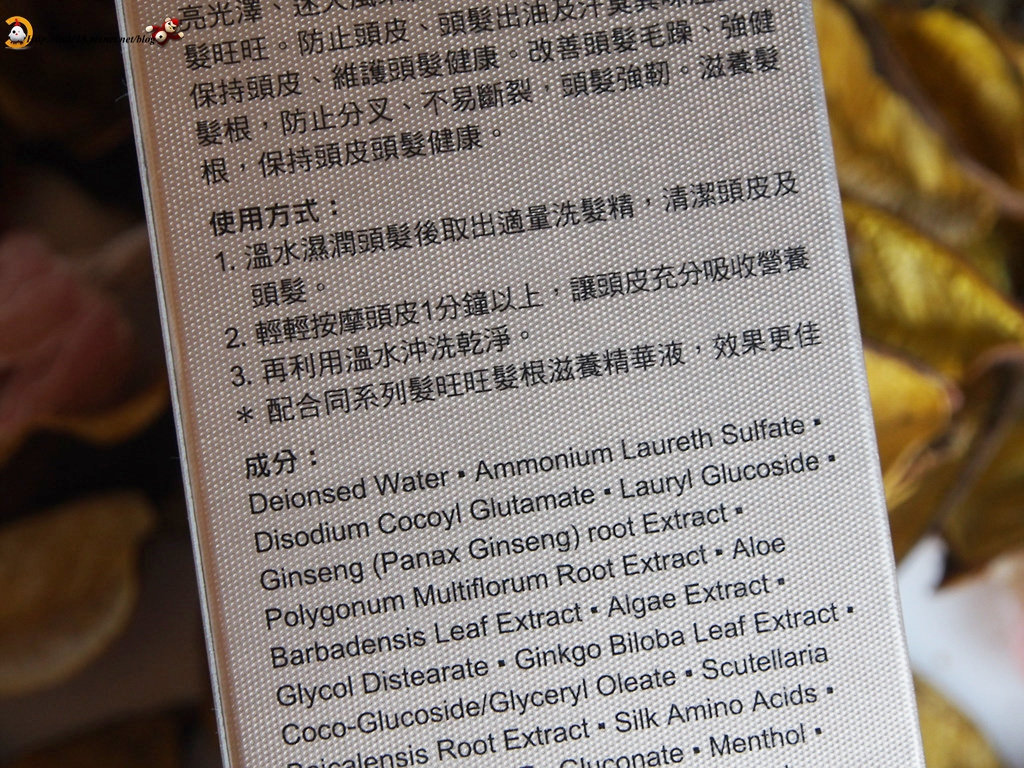 亮光澤、迷人風采
髮旺旺。防止頭皮、頭髮出油及汗臭異味產
保持頭皮、維護頭髮健康。改善頭髮毛躁、強健
髮根,防止分叉、不易斷裂,頭髮強韌。滋養髮
根,保持頭皮頭髮健康。
使用方式:
1. 溫水濕潤頭髮後取出適量洗髮精,清潔頭皮及
頭髮。
2. 輕輕按摩頭皮1分鐘以上,讓頭皮充分吸收營養
3. 再利用溫水沖洗乾淨。
* 配合同系列髮旺旺髮根滋養精華液,效果更佳
成分:
Deionsed Water ▪ Ammonium Laureth Sulfate ▪
Disodium Cocoyl Glutamate ▪ Lauryl Glucoside ▪
Ginseng (Panax Ginseng) root Extract ▪
Polygonum Multiflorum Root Extract ▪ Aloe
Barbadensis Leaf Extract ▪ Algae Extract ▪
Glycol Distearate ▪ Ginkgo Biloba Leaf Extract ▪
Coco-Glucoside/Glyceryl Oleate ▪ Scutellaria
Baicalensis Root Extract ▪ Silk Amino Acids ▪
Gluconate ▪ Menthol ▪